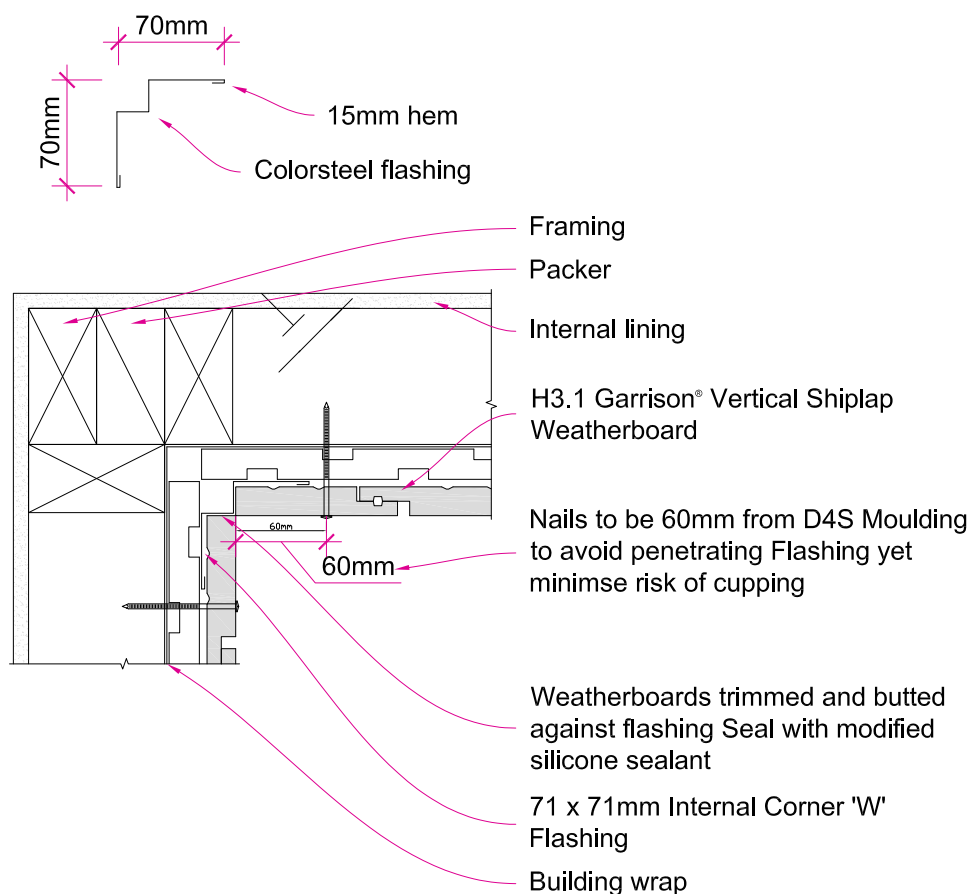 70mm
70mm
15mm hem
Colorsteel flashing
Framing
Packer
Internal lining
H3.1 Garrison® Vertical Shiplap
Weatherboard
60mm
60mm
Nails to be 60mm from D4S Moulding
to avoid penetrating Flashing yet
minimse risk of cupping
Weatherboards trimmed and butted
against flashing Seal with modified
silicone sealant
71 x 71mm Internal Corner 'W'
Flashing
Building wrap